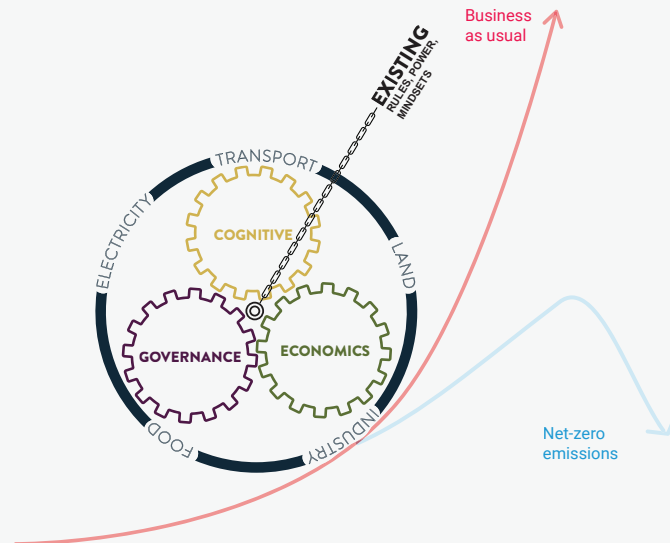 Business
as usual
EXISTING
RULES, POWER,
MINDSETS
TRANSPORT
ELECTRICITY
COGNITIVE
LAND
GOVERNANCE
ECONOMICS
FOOD
INDUSTRY
Net-zero
emissions